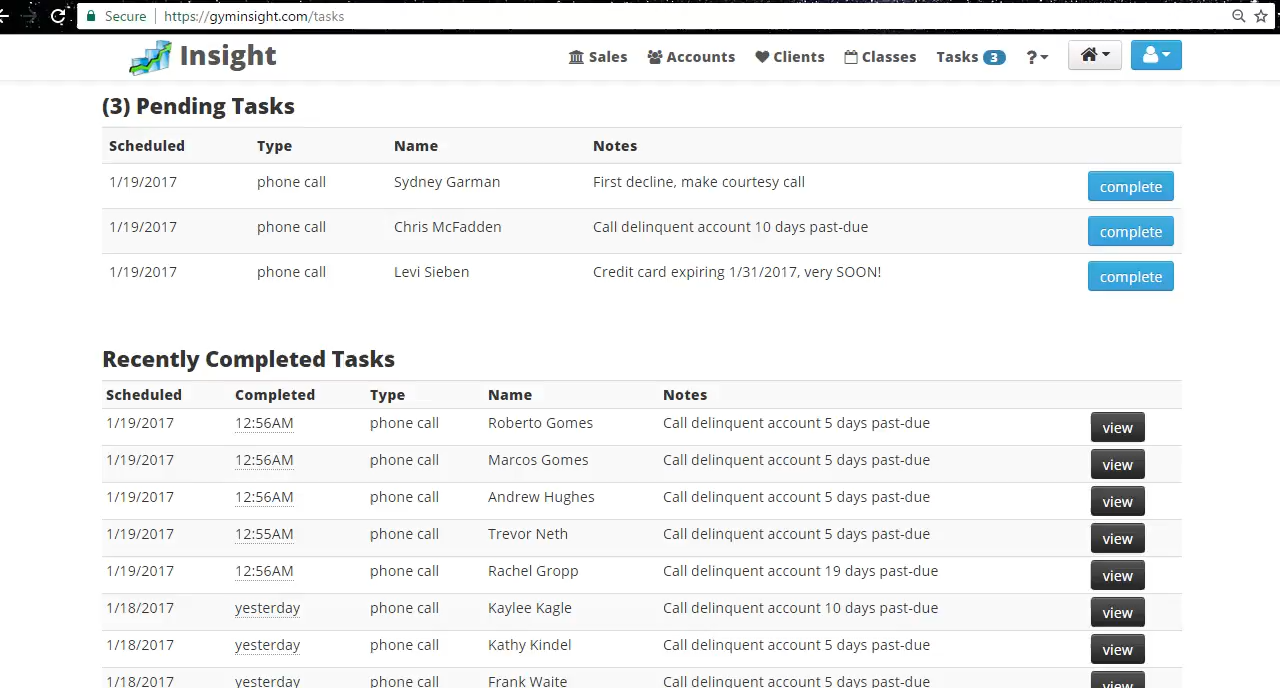 Secure https://gyminsight.com/tasks
Insight Sales Accounts Clients Classes Tasks 3 ?
(3) Pending Tasks
Scheduled Type Name Notes
1/19/2017 phone call Sydney Garman First decline, make courtesy call complete
1/19/2017 phone call Chris McFadden Call delinquent account 10 days past-due complete
1/19/2017 phone call Levi Sieben Credit card expiring 1/31/2017, very SOON! complete
Recently Completed Tasks
Scheduled Completed Type Name Notes
1/19/2017 12:56AM phone call Roberto Gomes Call delinquent account 5 days past-due view
1/19/2017 12:56AM phone call Marcos Gomes Call delinquent account 5 days past-due view
1/19/2017 12:56AM phone call Andrew Hughes Call delinquent account 5 days past-due view
1/19/2017 12:55AM phone call Trevor Neth Call delinquent account 5 days past-due view
1/19/2017 12:56AM phone call Rachel Gropp Call delinquent account 19 days past-due view
1/18/2017 yesterday phone call Kaylee Kagle Call delinquent account 10 days past-due view
1/18/2017 yesterday phone call Kathy Kindel Call delinquent account 5 days past-due view
1/18/2017 yesterday phone call Frank Waite Call delinquent account 5 days past-due view